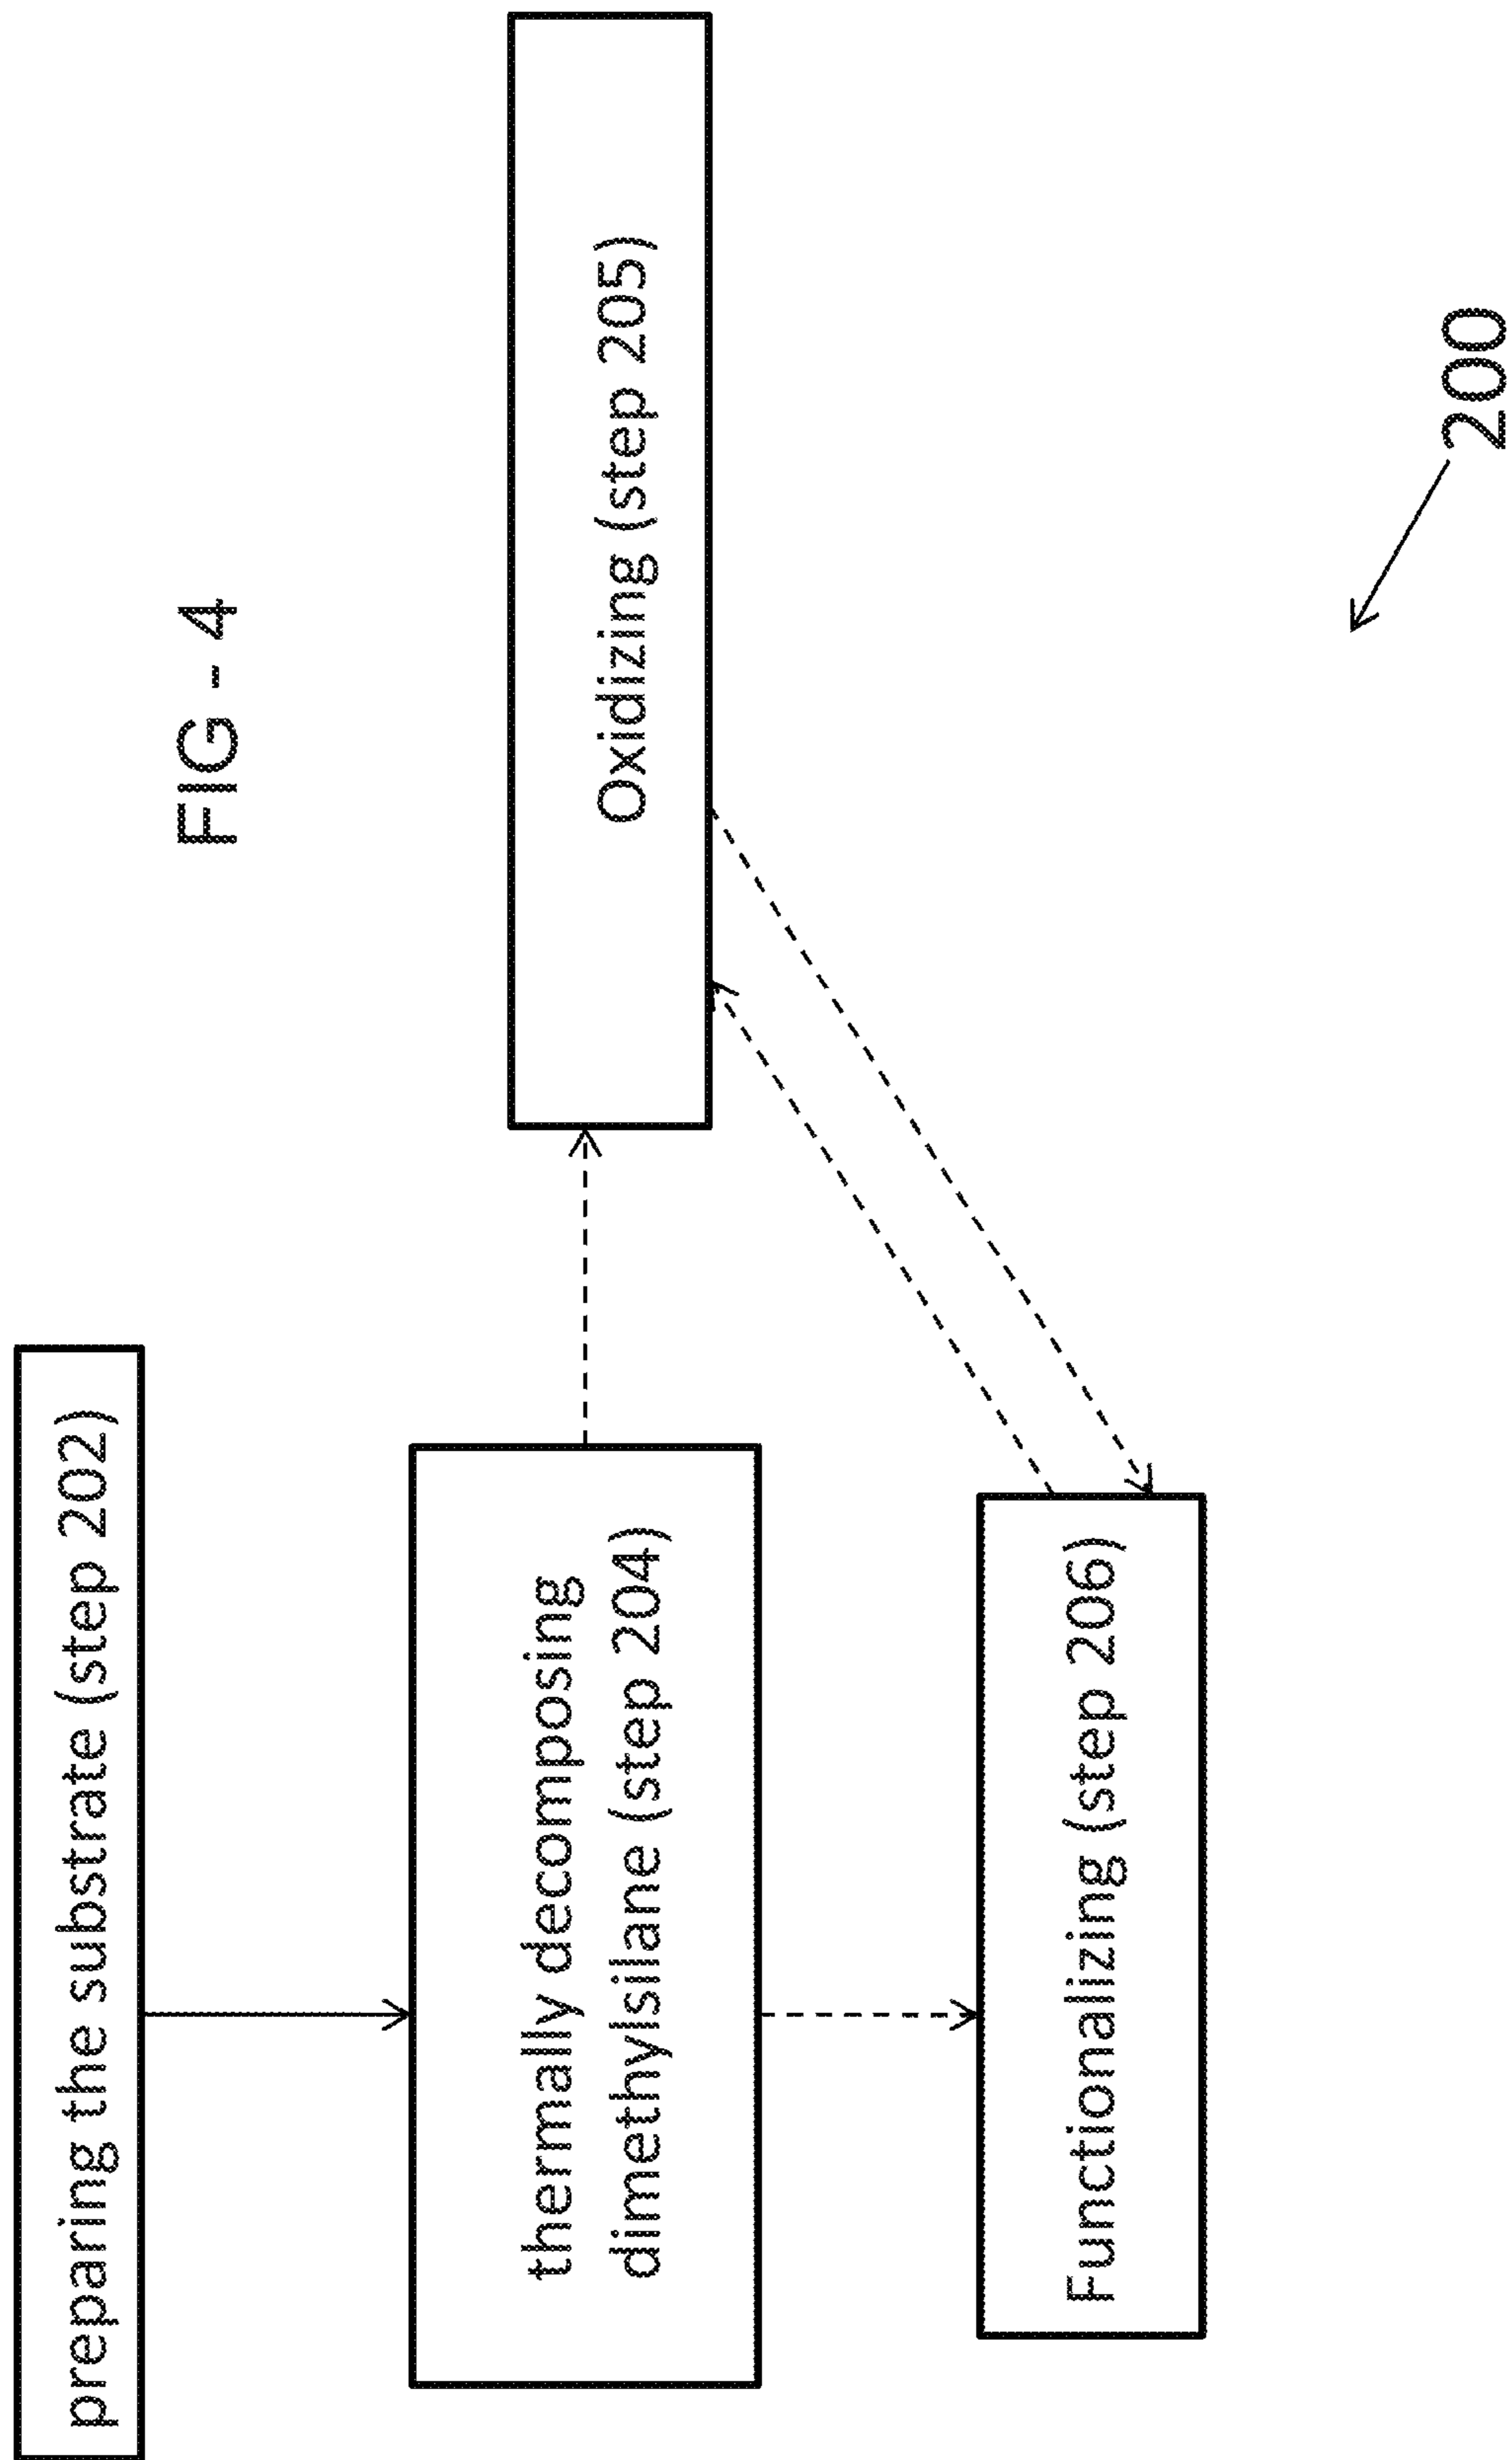 FIG - 4
preparing the substrate (step 202)
thermally decomposing
dimethylsilane (step 204)
Oxidizing (step 205)
Functionalizing (step 206)
200